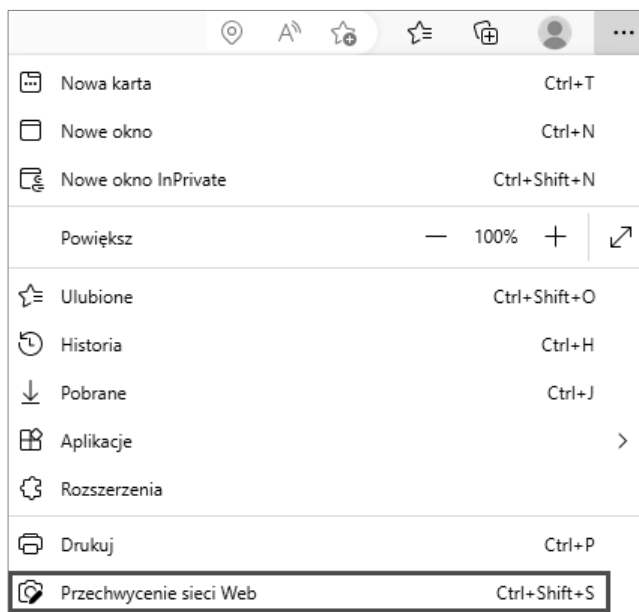 Nowa karta Ctrl+T
Nowe okno Ctrl+N
Nowe okno InPrivate Ctrl+Shift+N
Powiększ — 100% +
Ulubione Ctrl+Shift+O
Historia Ctrl+H
Pobrane Ctrl+J
Aplikacje
Rozszerzenia
Drukuj Ctrl+P
Przechwycenie sieci Web Ctrl+Shift+S